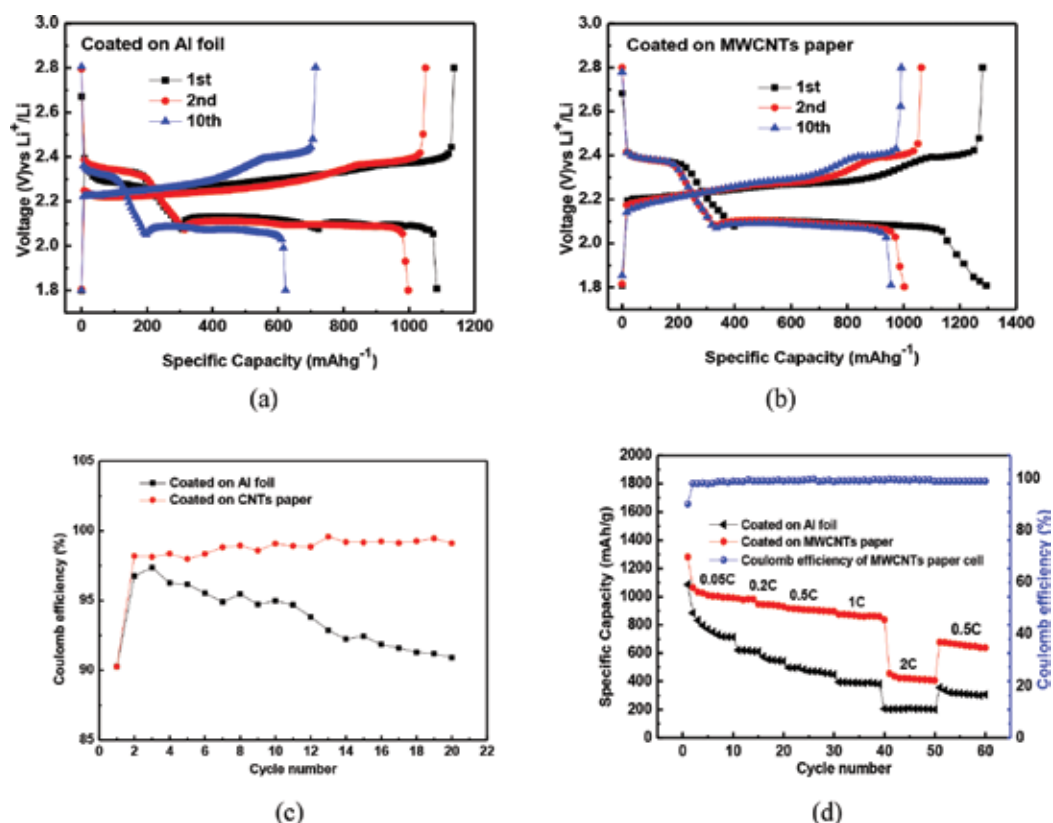 Coated on Al foil
1st
2nd
10th
3.0
2.8
2.6
2.4
2.2
2.0
1.8
Voltage (V)vs Li⁺/Li
0 200 400 600 800 1000 1200
Specific Capacity (mAhg⁻¹)
(a)
Coated on MWCNTs paper
1st
2nd
10th
3.0
2.8
2.6
2.4
2.2
2.0
1.8
Voltage (V)vs Li⁺/Li
0 200 400 600 800 1000 1200 1400
Specific Capacity (mAhg⁻¹)
(b)
105
100
95
90
85
Coulomb efficiency (%)
Coated on Al foil
Coated on CNTs paper
0 2 4 6 8 10 12 14 16 18 20 22
Cycle number
(c)
2000
1800
1600
1400
1200
1000
800
600
400
200
0
Specific Capacity (mAh/g)
Coated on Al foil
Coated on MWCNTs paper
Coulomb efficiency of MWCNTs paper cell
0.05C
0.2C
0.5C
1C
2C
0.5C
100
80
60
40
20
0
Coulomb efficiency (%)
0 10 20 30 40 50 60
Cycle number
(d)